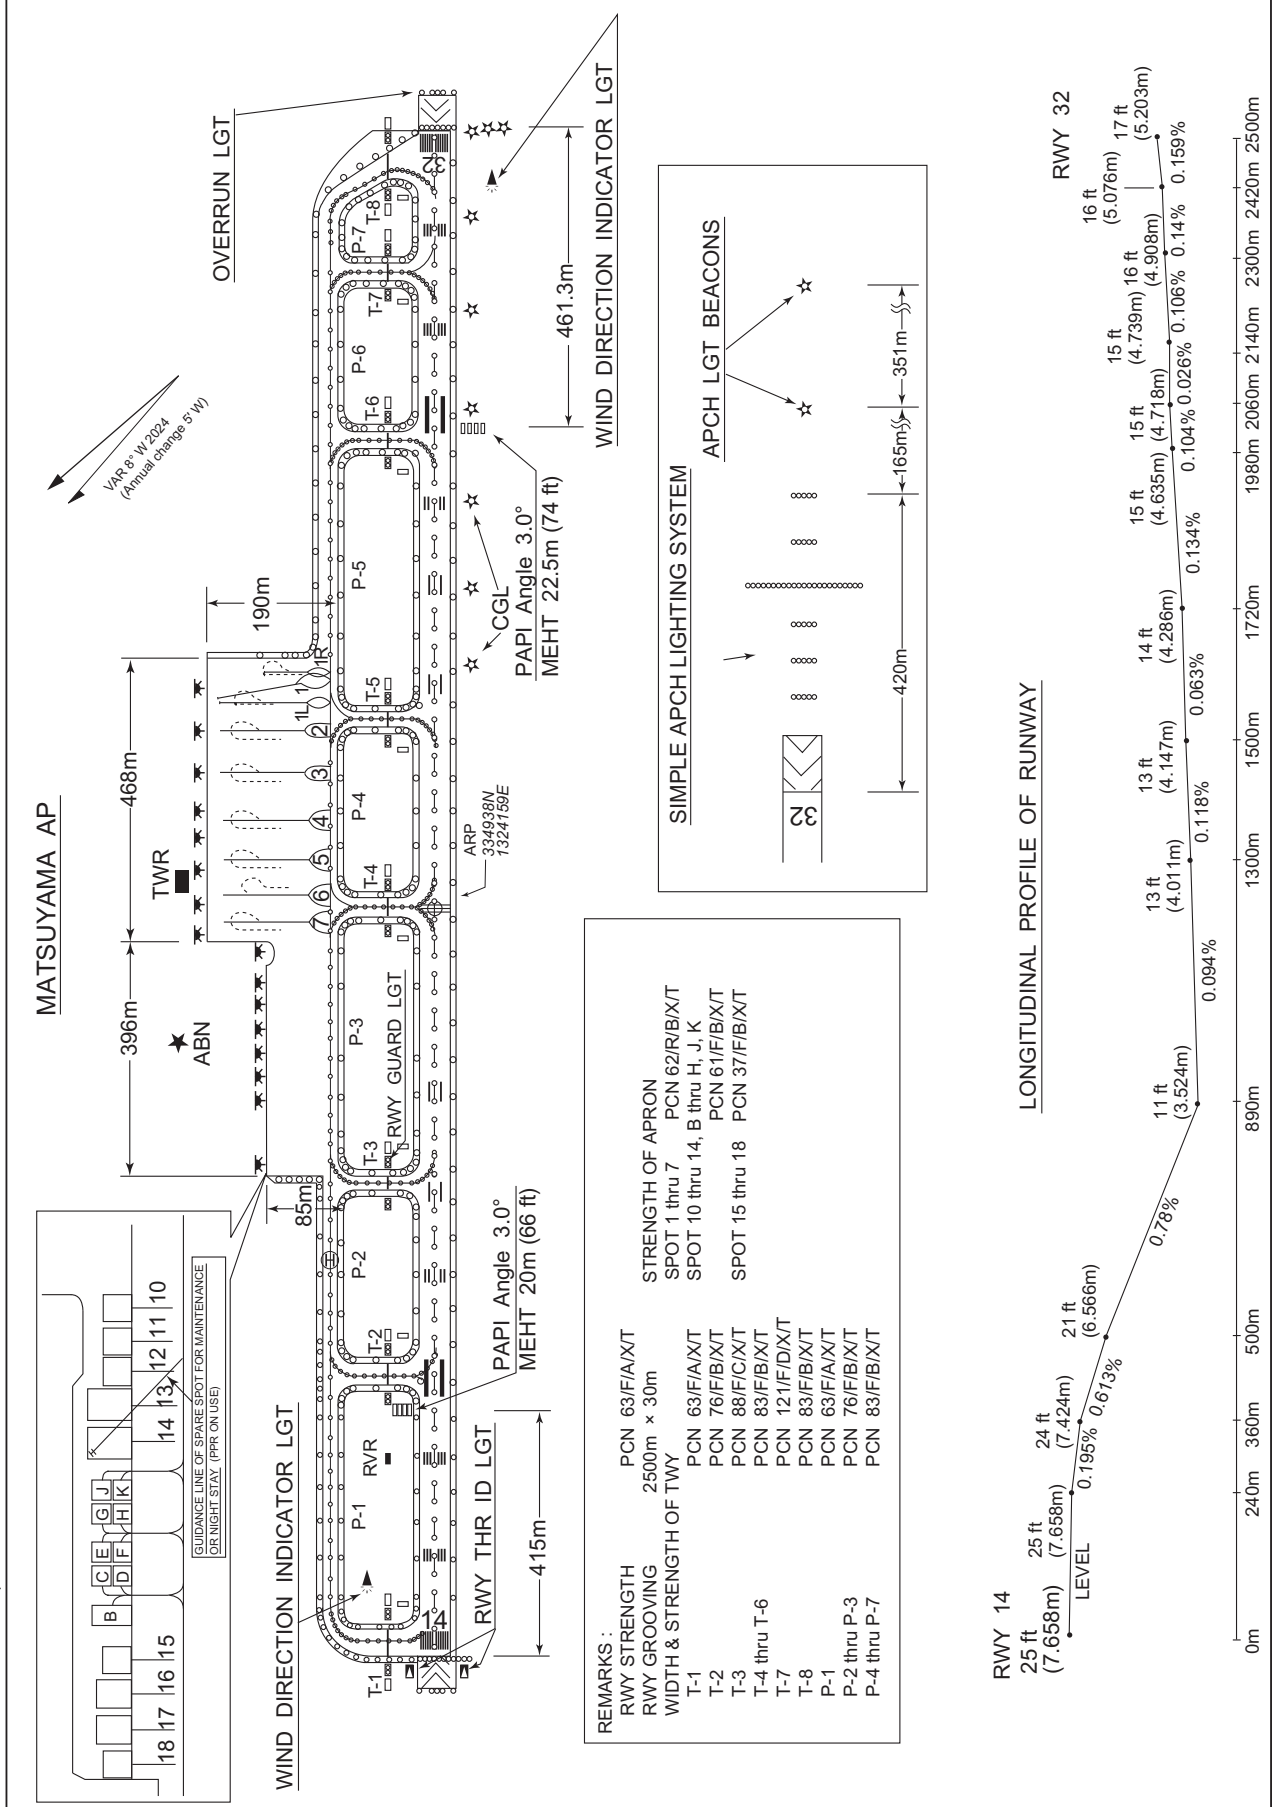 MATSUYAMA AP
VAR 8° W 2024
(Annual change 5' W)
GUIDANCE LINE OF SPARE SPOT FOR MAINTENANCE
OR NIGHT STAY (PPR ON USE)
18
17
16
15
B
C
E
D
F
G
J
H
K
14
13
12
11
10
396m
468m
190m
85m
ABN
TWR
OVERRUN LGT
7
6
5
4
3
2
1L
1
1R
WIND DIRECTION INDICATOR LGT
T-1
P-1
RVR
T-2
P-2
H
T-3
P-3
RWY GUARD LGT
T-4
P-4
T-5
P-5
T-6
P-6
T-7
P-7
T-8
14
32
RWY THR ID LGT
415m
PAPI Angle 3.0°
MEHT 20m (66 ft)
ARP
334938N
1324159E
CGL
PAPI Angle 3.0°
MEHT 22.5m (74 ft)
461.3m
WIND DIRECTION INDICATOR LGT
REMARKS :
RWY STRENGTH PCN 63/F/A/X/T
RWY GROOVING 2500m × 30m
WIDTH & STRENGTH OF TWY
T-1 PCN 63/F/A/X/T
T-2 PCN 76/F/B/X/T
T-3 PCN 88/F/C/X/T
T-4 thru T-6 PCN 83/F/B/X/T
T-7 PCN 121/F/D/X/T
T-8 PCN 83/F/B/X/T
P-1 PCN 63/F/A/X/T
P-2 thru P-3 PCN 76/F/B/X/T
P-4 thru P-7 PCN 83/F/B/X/T
STRENGTH OF APRON
SPOT 1 thru 7 PCN 62/R/B/X/T
SPOT 10 thru 14, B thru H, J, K
PCN 61/F/B/X/T
SPOT 15 thru 18 PCN 37/F/B/X/T
SIMPLE APCH LIGHTING SYSTEM
APCH LGT BEACONS
32
420m
165m
351m
LONGITUDINAL PROFILE OF RUNWAY
RWY 14
25 ft
(7.658m)
LEVEL
25 ft
(7.658m)
0.195%
24 ft
(7.424m)
0.613%
21 ft
(6.566m)
0.78%
11 ft
(3.524m)
0.094%
13 ft
(4.011m)
0.118%
13 ft
(4.147m)
0.063%
14 ft
(4.286m)
0.134%
15 ft
(4.635m)
0.104%
15 ft
(4.718m)
0.026%
15 ft
(4.739m)
0.106%
16 ft
(4.908m)
0.14%
16 ft
(5.076m)
0.159%
17 ft
(5.203m)
RWY 32
0m
240m
360m
500m
890m
1300m
1500m
1720m
1980m
2060m
2140m
2300m
2420m
2500m